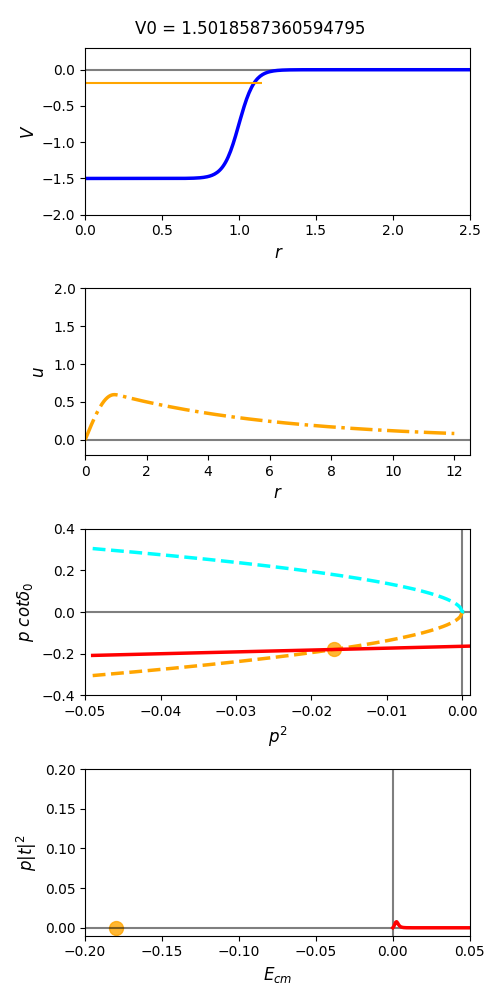 V0 = 1.5018587360594795
0.0
−0.5
−1.0
−1.5
−2.0
V
0.0 0.5 1.0 1.5 2.0 2.5
r
2.0
1.5
1.0
0.5
0.0
u
0 2 4 6 8 10 12
r
0.4
0.2
0.0
−0.2
−0.4
p cotδ0
−0.05 −0.04 −0.03 −0.02 −0.01 0.00
p²
0.20
0.15
0.10
0.05
0.00
p|t|²
−0.20 −0.15 −0.10 −0.05 0.00 0.05
Ecm